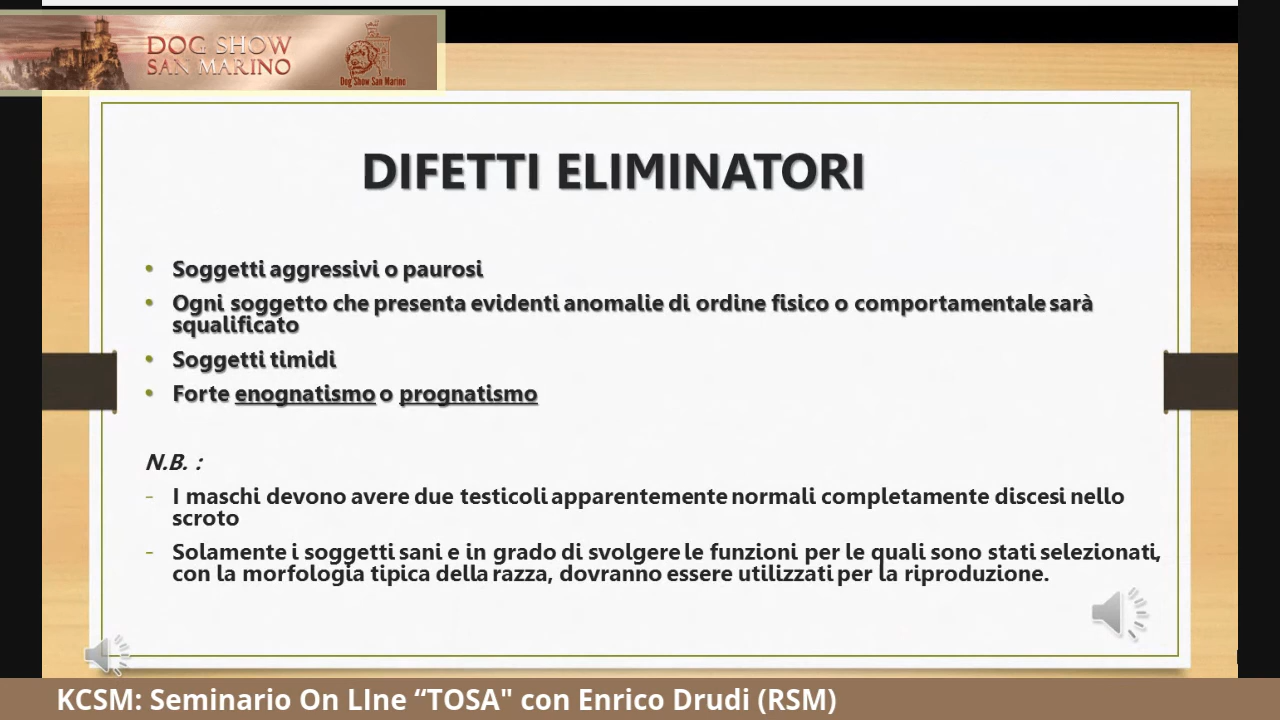 DOG SHOW
SAN MARINO
Dog Show San Marino
DIFETTI ELIMINATORI
• Soggetti aggressivi o paurosi
• Ogni soggetto che presenta evidenti anomalie di ordine fisico o comportamentale sarà
squalificato
• Soggetti timidi
• Forte enognatismo o prognatismo
N.B. :
- I maschi devono avere due testicoli apparentemente normali completamente discesi nello
scroto
- Solamente i soggetti sani e in grado di svolgere le funzioni per le quali sono stati selezionati,
con la morfologia tipica della razza, dovranno essere utilizzati per la riproduzione.
KCSM: Seminario On LIne “TOSA" con Enrico Drudi (RSM)